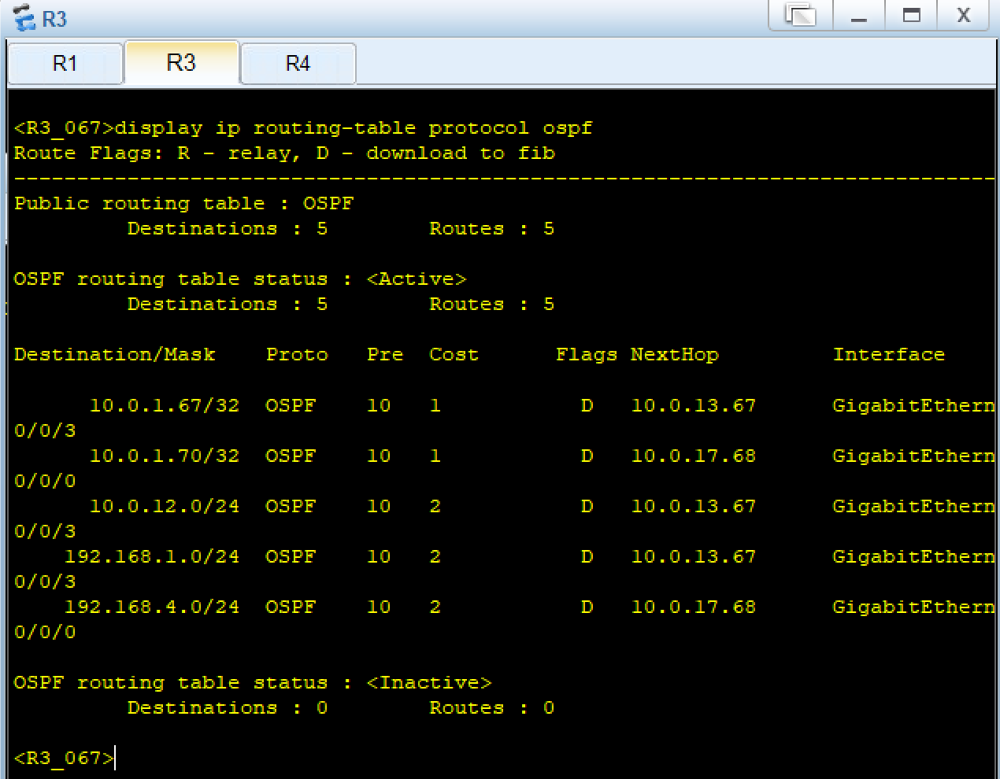 R3
R1 R3 R4
<R3_067>display ip routing-table protocol ospf
Route Flags: R - relay, D - download to fib
------------------------------------------------------------------------------
Public routing table : OSPF
         Destinations : 5        Routes : 5
OSPF routing table status : <Active>
         Destinations : 5        Routes : 5
Destination/Mask    Proto   Pre  Cost      Flags NextHop         Interface
      10.0.1.67/32  OSPF    10   1           D   10.0.13.67      GigabitEthern
0/0/3
      10.0.1.70/32  OSPF    10   1           D   10.0.17.68      GigabitEthern
0/0/0
      10.0.12.0/24  OSPF    10   2           D   10.0.13.67      GigabitEthern
0/0/3
    192.168.1.0/24  OSPF    10   2           D   10.0.13.67      GigabitEthern
0/0/3
    192.168.4.0/24  OSPF    10   2           D   10.0.17.68      GigabitEthern
0/0/0
OSPF routing table status : <Inactive>
         Destinations : 0        Routes : 0
<R3_067>